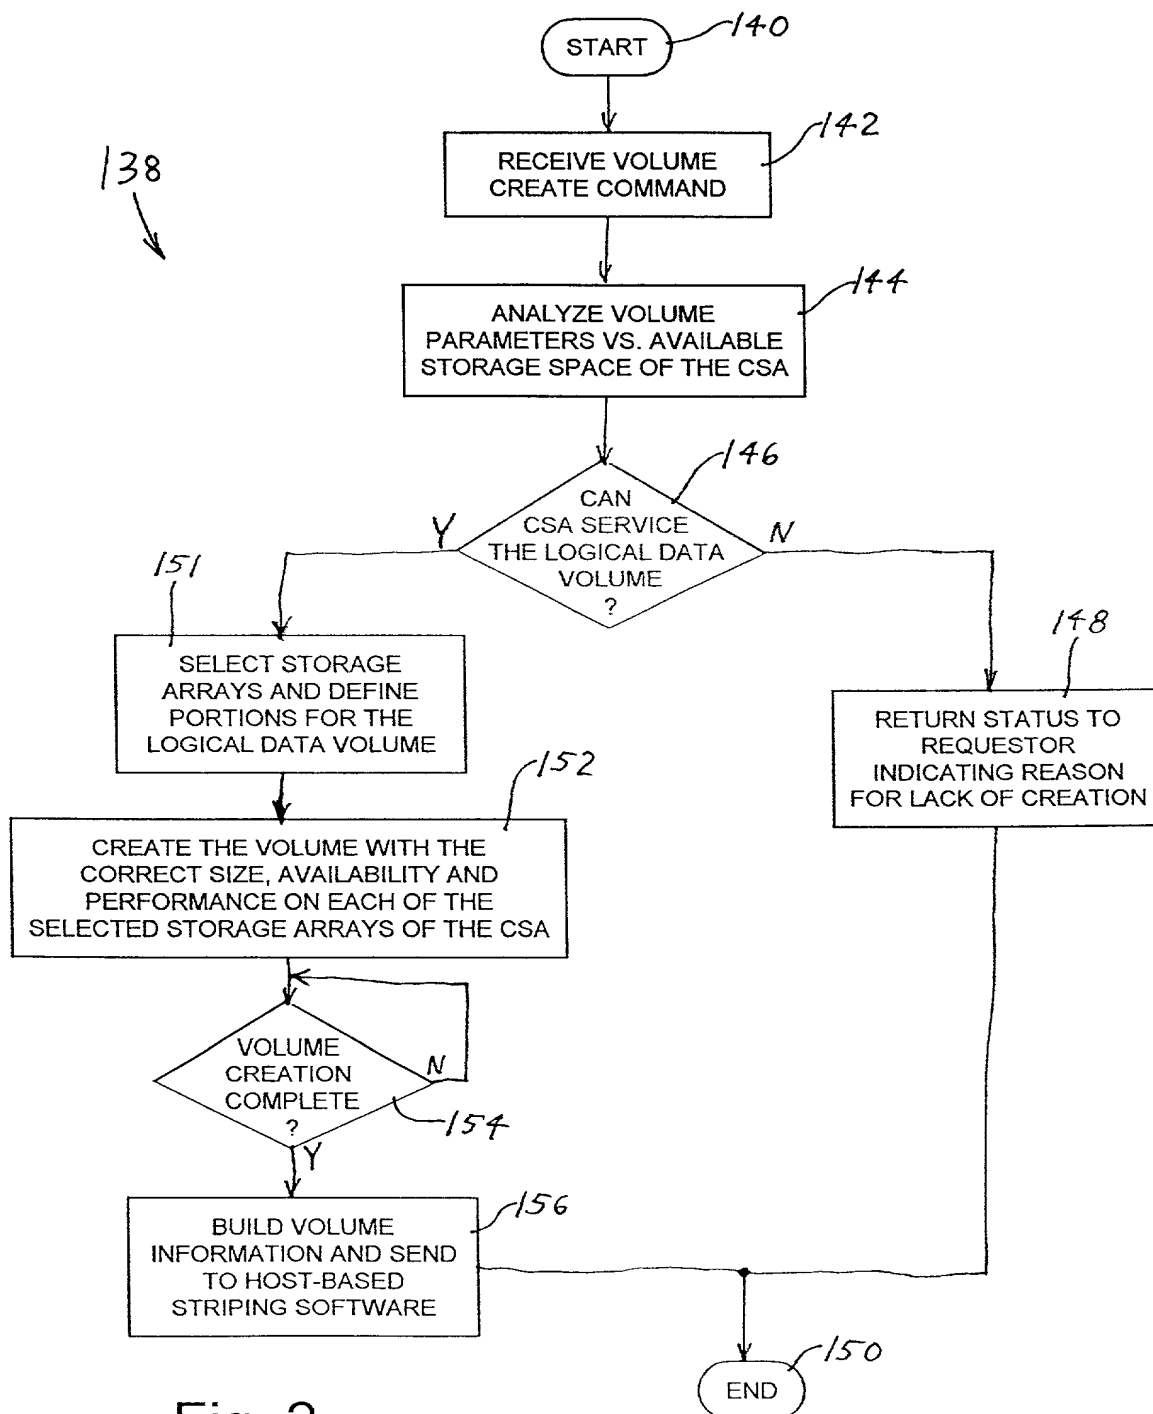 START
140
138
RECEIVE VOLUME
CREATE COMMAND
142
ANALYZE VOLUME
PARAMETERS VS. AVAILABLE
STORAGE SPACE OF THE CSA
144
CAN
CSA SERVICE
THE LOGICAL DATA
VOLUME
?
146
Y
N
151
SELECT STORAGE
ARRAYS AND DEFINE
PORTIONS FOR THE
LOGICAL DATA VOLUME
148
RETURN STATUS TO
REQUESTOR
INDICATING REASON
FOR LACK OF CREATION
152
CREATE THE VOLUME WITH THE
CORRECT SIZE, AVAILABILITY AND
PERFORMANCE ON EACH OF THE
SELECTED STORAGE ARRAYS OF THE CSA
VOLUME
CREATION
COMPLETE
?
N
154
Y
BUILD VOLUME
INFORMATION AND SEND
TO HOST-BASED
STRIPING SOFTWARE
156
END
150
Fig.